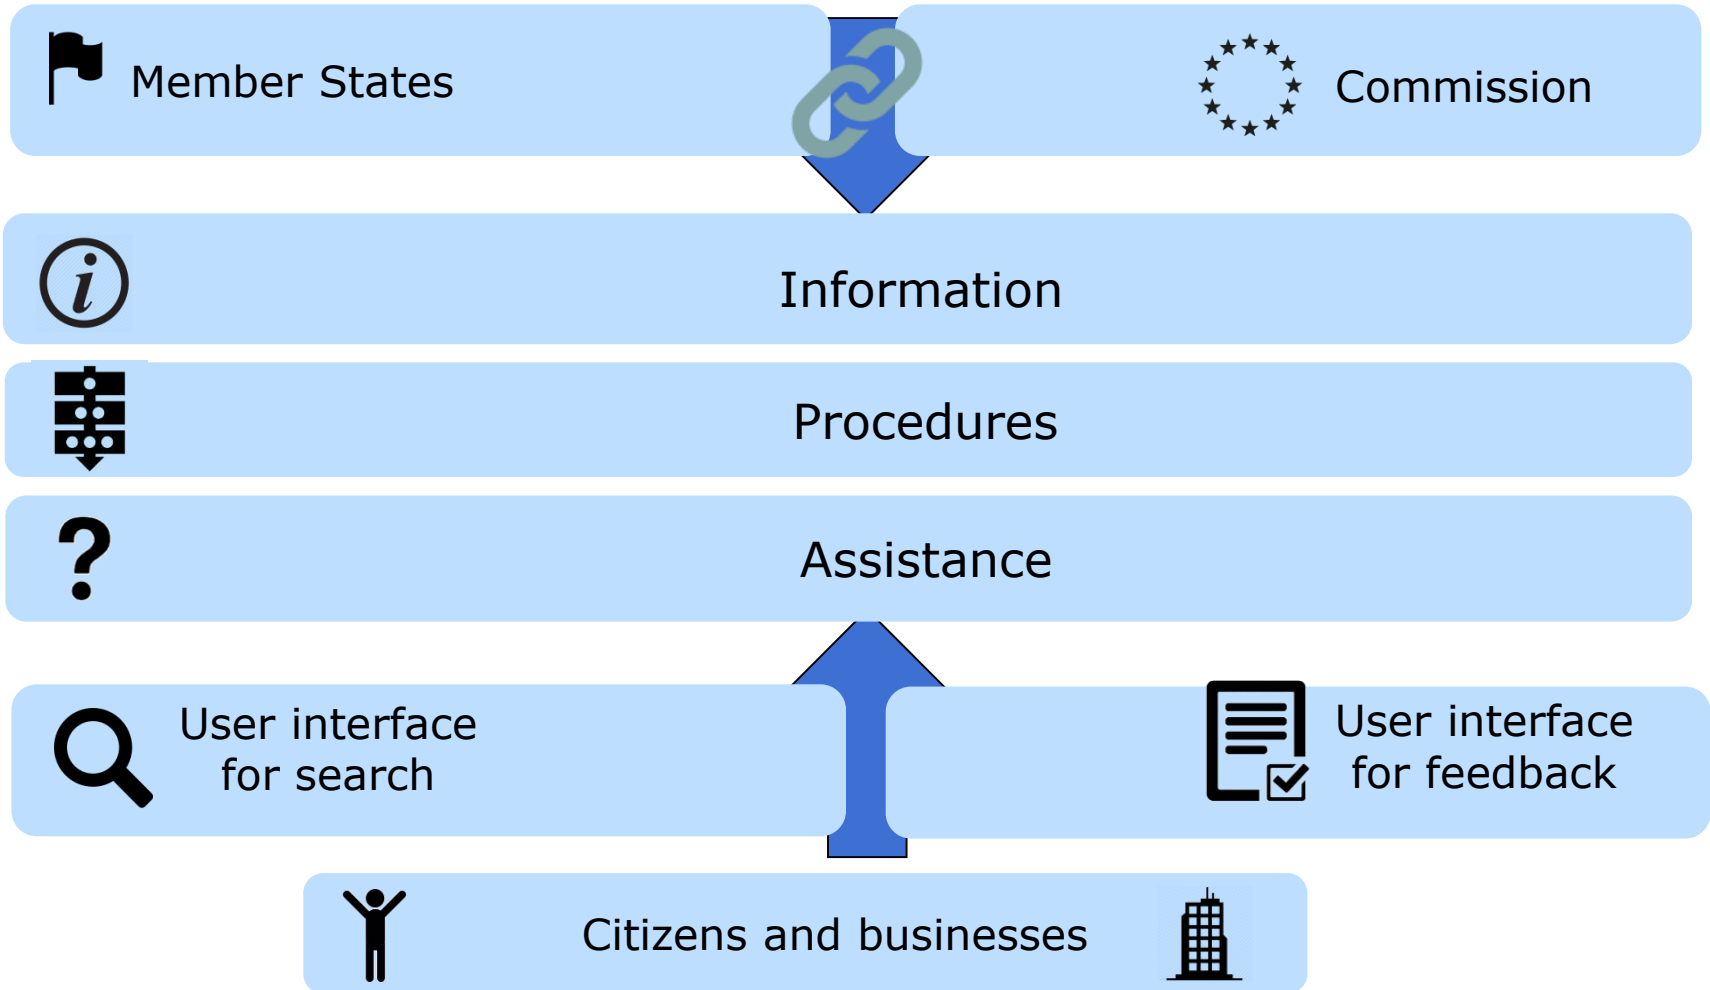 Member States
Commission
Information
Procedures
Assistance
User interface
for search
User interface
for feedback
Citizens and businesses